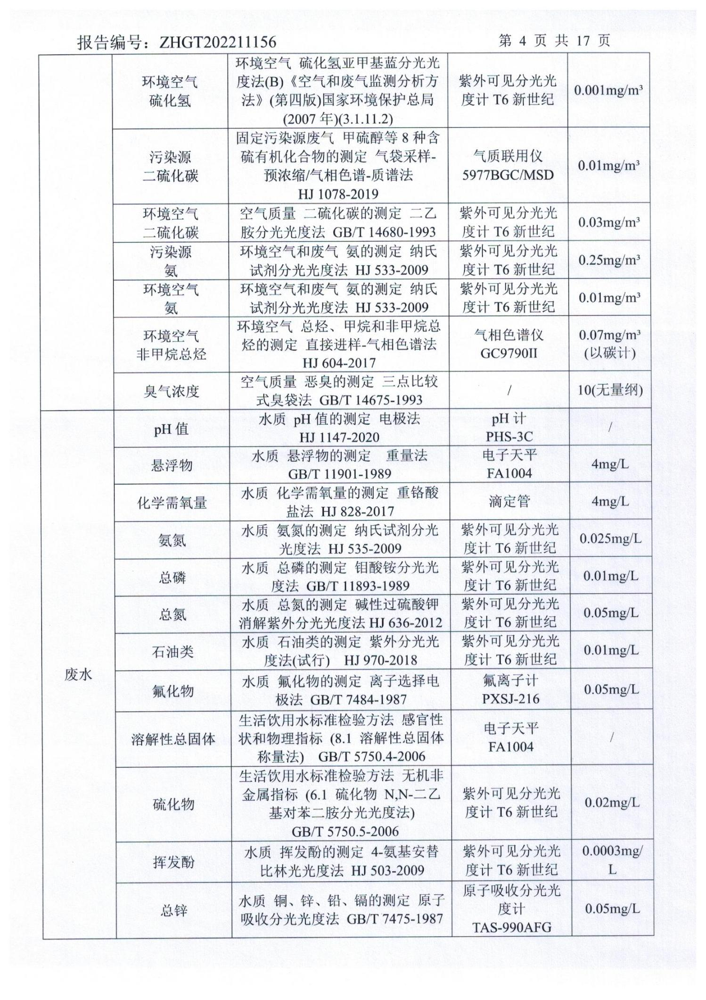 报告编号：ZHGT202211156
第 4 页 共 17 页
环境空气
硫化氢
环境空气 硫化氢亚甲基蓝分光光
度法(B)《空气和废气监测分析方
法》(第四版)国家环境保护总局
(2007 年)(3.1.11.2)
紫外可见分光光
度计 T6 新世纪
0.001mg/m³
污染源
二硫化碳
固定污染源废气 甲硫醇等 8 种含
硫有机化合物的测定 气袋采样-
预浓缩/气相色谱-质谱法
HJ 1078-2019
气质联用仪
5977BGC/MSD
0.01mg/m³
环境空气
二硫化碳
空气质量 二硫化碳的测定 二乙
胺分光光度法 GB/T 14680-1993
紫外可见分光光
度计 T6 新世纪
0.03mg/m³
污染源
氨
环境空气和废气 氨的测定 纳氏
试剂分光光度法 HJ 533-2009
紫外可见分光光
度计 T6 新世纪
0.25mg/m³
环境空气
氨
环境空气和废气 氨的测定 纳氏
试剂分光光度法 HJ 533-2009
紫外可见分光光
度计 T6 新世纪
0.01mg/m³
环境空气
非甲烷总烃
环境空气 总烃、甲烷和非甲烷总
烃的测定 直接进样-气相色谱法
HJ 604-2017
气相色谱仪
GC9790II
0.07mg/m³
(以碳计)
臭气浓度
空气质量 恶臭的测定 三点比较
式臭袋法 GB/T 14675-1993
/
10(无量纲)
废水
pH 值
水质 pH 值的测定 电极法
HJ 1147-2020
pH 计
PHS-3C
/
悬浮物
水质 悬浮物的测定 重量法
GB/T 11901-1989
电子天平
FA1004
4mg/L
化学需氧量
水质 化学需氧量的测定 重铬酸
盐法 HJ 828-2017
滴定管
4mg/L
氨氮
水质 氨氮的测定 纳氏试剂分光
光度法 HJ 535-2009
紫外可见分光光
度计 T6 新世纪
0.025mg/L
总磷
水质 总磷的测定 钼酸铵分光光
度法 GB/T 11893-1989
紫外可见分光光
度计 T6 新世纪
0.01mg/L
总氮
水质 总氮的测定 碱性过硫酸钾
消解紫外分光光度法 HJ 636-2012
紫外可见分光光
度计 T6 新世纪
0.05mg/L
石油类
水质 石油类的测定 紫外分光光
度法(试行) HJ 970-2018
紫外可见分光光
度计 T6 新世纪
0.01mg/L
氟化物
水质 氟化物的测定 离子选择电
极法 GB/T 7484-1987
氟离子计
PXSJ-216
0.05mg/L
溶解性总固体
生活饮用水标准检验方法 感官性
状和物理指标 (8.1 溶解性总固体
称量法) GB/T 5750.4-2006
电子天平
FA1004
/
硫化物
生活饮用水标准检验方法 无机非
金属指标 (6.1 硫化物 N,N-二乙
基对苯二胺分光光度法)
GB/T 5750.5-2006
紫外可见分光光
度计 T6 新世纪
0.02mg/L
挥发酚
水质 挥发酚的测定 4-氨基安替
比林光光度法 HJ 503-2009
紫外可见分光光
度计 T6 新世纪
0.0003mg/
L
总锌
水质 铜、锌、铅、镉的测定 原子
吸收分光光度法 GB/T 7475-1987
原子吸收分光光
度计
TAS-990AFG
0.05mg/L